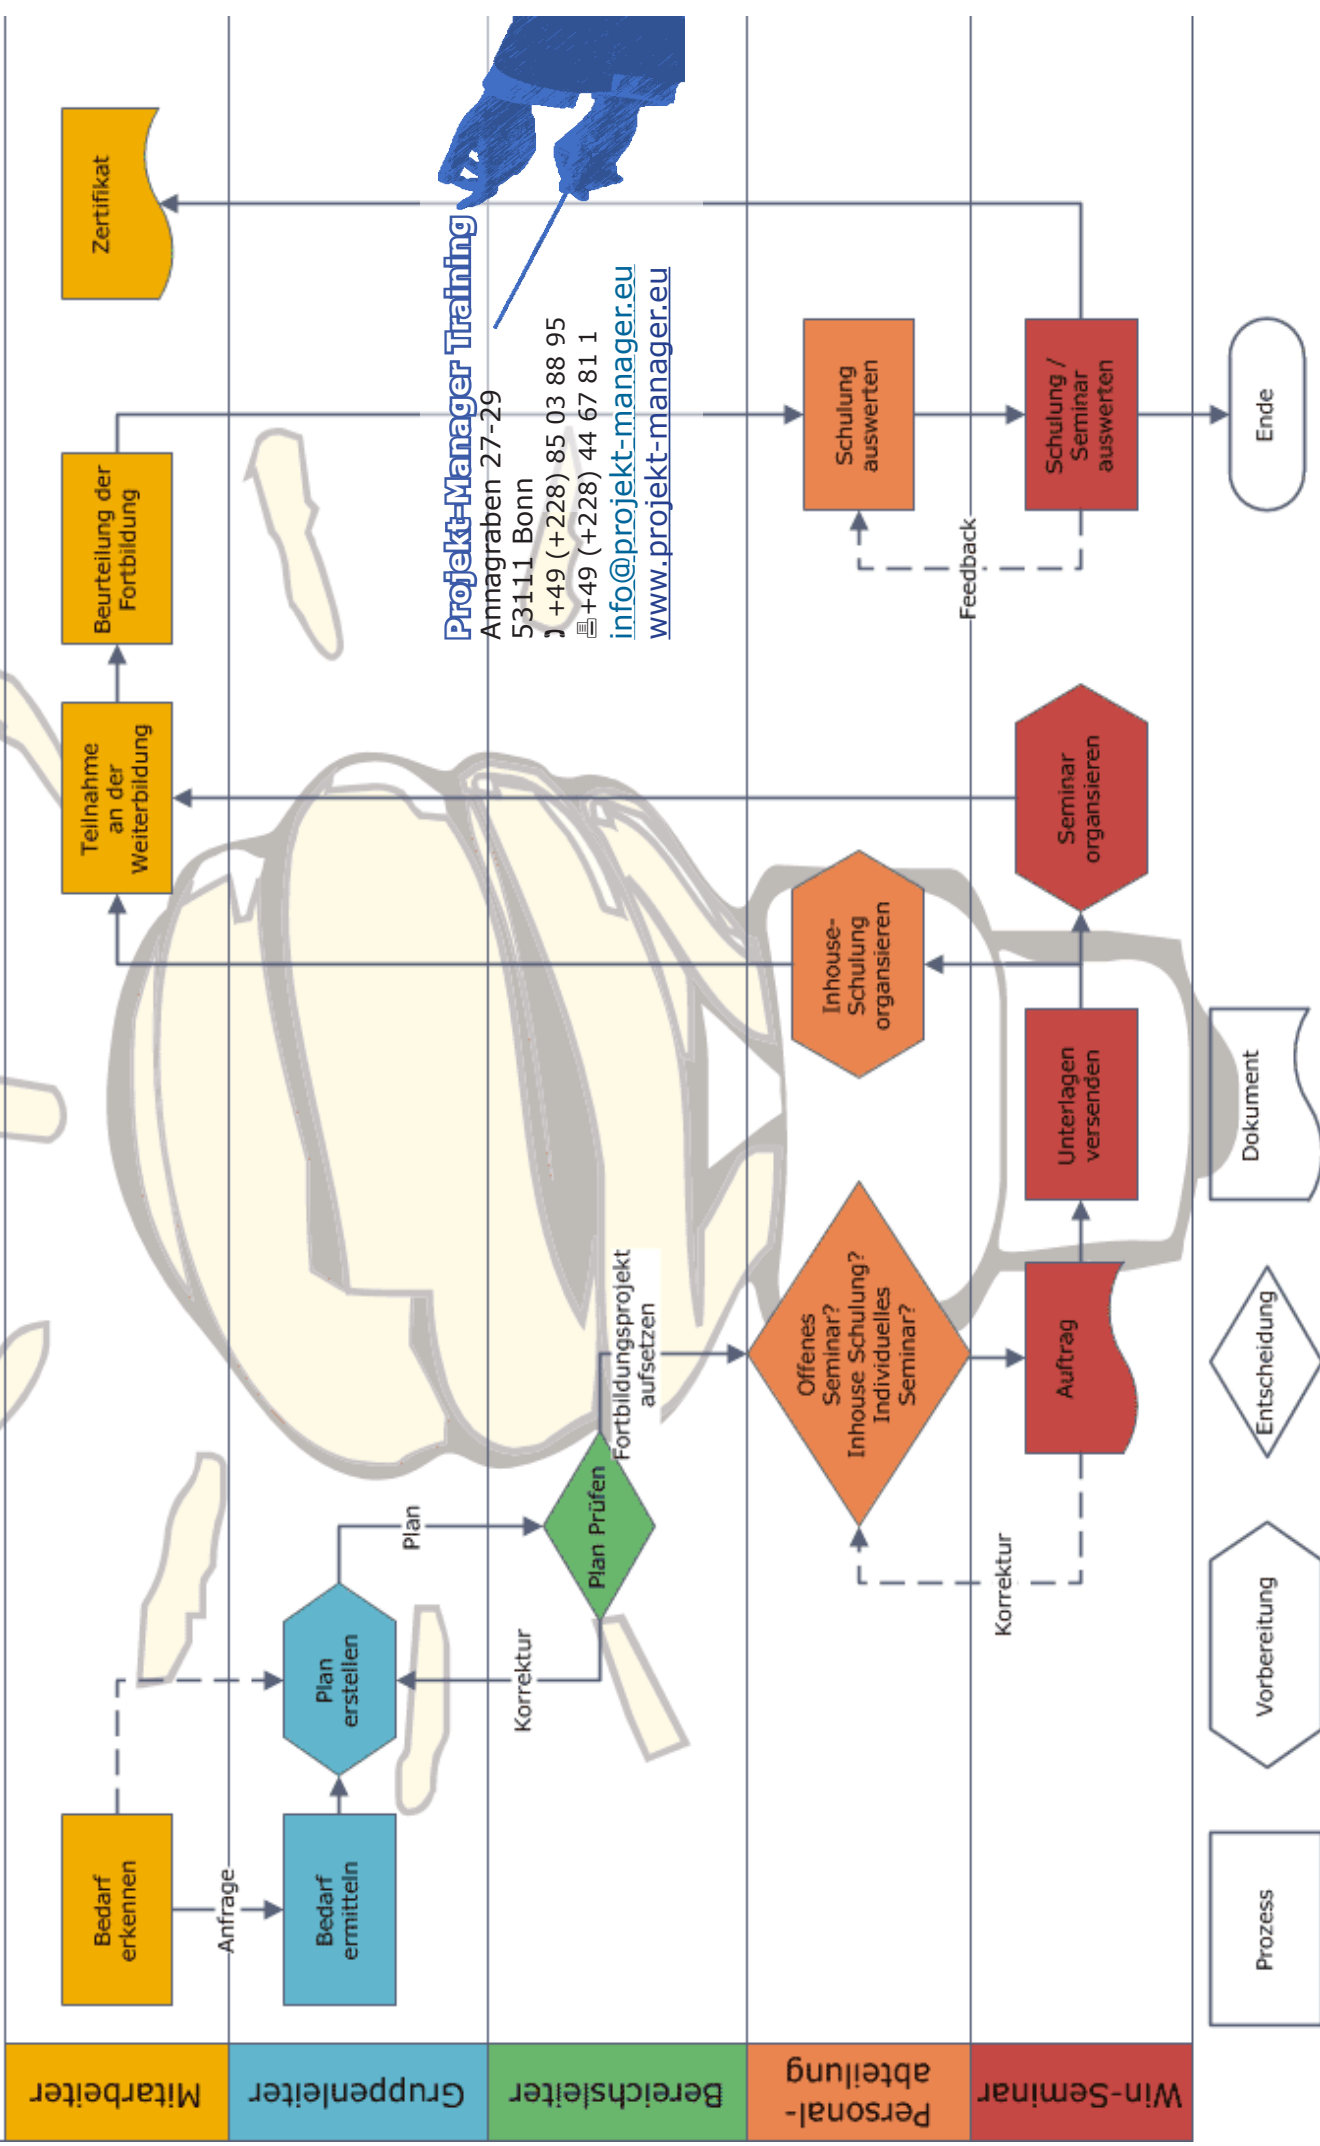 Mitarbeiter
Bedarf
erkennen
Teilnahme
an der
Weiterbildung
Beurteilung der
Fortbildung
Zertifikat
Anfrage
Gruppenleiter
Bedarf
ermitteln
Plan
erstellen
Plan
Korrektur
Bereichsleiter
Plan Prüfen
Fortbildungsprojekt
aufsetzen
Projekt-Manager Training
Annagraben 27-29
53111 Bonn
+49 (+228) 85 03 88 95
+49 (+228) 44 67 81 1
info@projekt-manager.eu
www.projekt-manager.eu
Personal-
abteilung
Offenes
Seminar?
Inhouse Schulung?
Individuelles
Seminar?
Inhouse-
Schulung
organsieren
Schulung
auswerten
Korrektur
Feedback
Win-Seminar
Auftrag
Unterlagen
versenden
Seminar
organsieren
Schulung /
Seminar
auswerten
Prozess
Vorbereitung
Entscheidung
Dokument
Ende